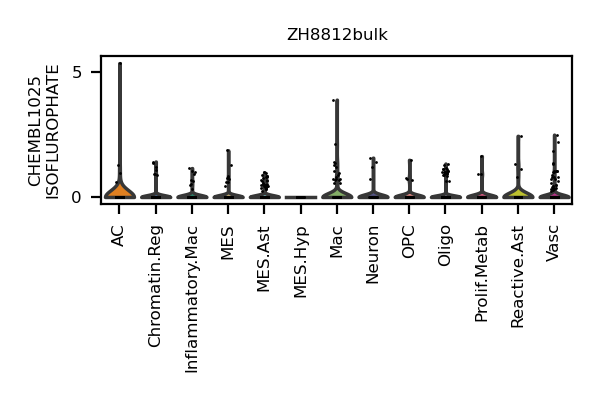 ZH8812bulk
CHEMBL1025
ISOFLUROPHATE
5
0
AC
Chromatin.Reg
Inflammatory.Mac
MES
MES.Ast
MES.Hyp
Mac
Neuron
OPC
Oligo
Prolif.Metab
Reactive.Ast
Vasc